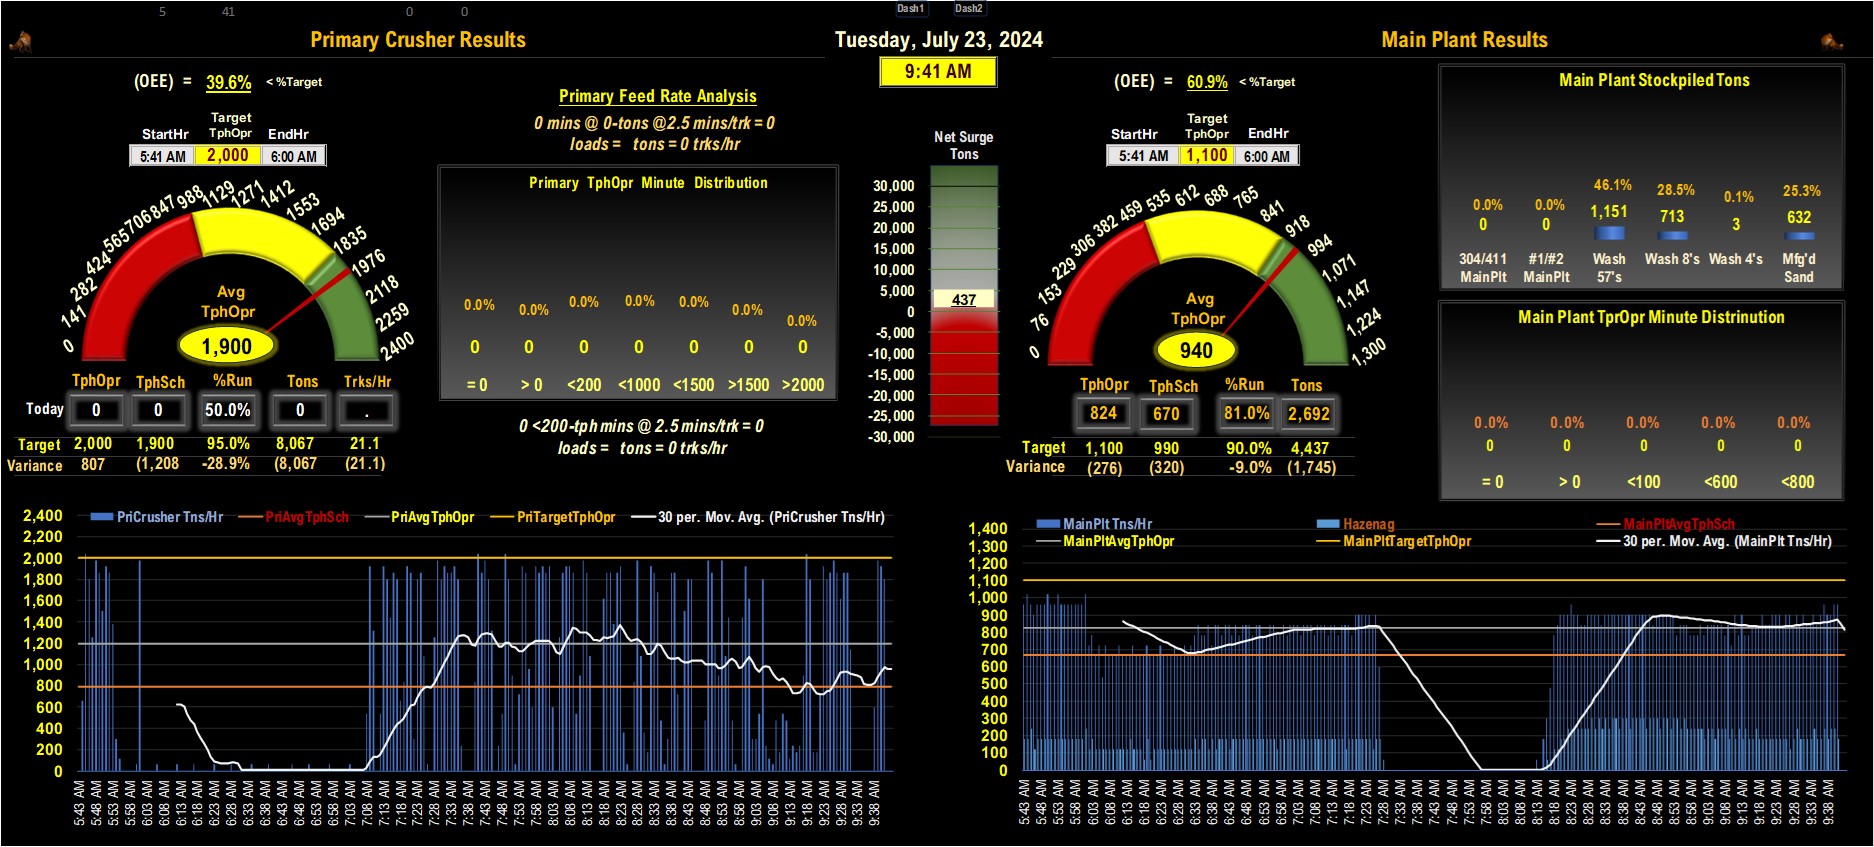 5 41 0 0 Dash1 Dash2
Primary Crusher Results
Tuesday, July 23, 2024
Main Plant Results
9:41 AM
(OEE) = 39.6% < %Target
Target
StartHr TphOpr EndHr
5:41 AM 2,000 6:00 AM
0 141 282 424 565 706 847 988 1129 1271 1412 1553 1694 1835 1976 2118 2259 2400
Avg
TphOpr
1,900
TphOpr TphSch %Run Tons Trks/Hr
Today 0 0 50.0% 0 .
Target 2,000 1,900 95.0% 8,067 21.1
Variance 807 (1,208 -28.9% (8,067 (21.1)
Primary Feed Rate Analysis
0 mins @ 0-tons @2.5 mins/trk = 0
loads = tons = 0 trks/hr
Primary TphOpr Minute Distribution
0.0% 0.0% 0.0% 0.0% 0.0% 0.0% 0.0%
0 0 0 0 0 0 0
= 0 > 0 <200 <1000 <1500 >1500 >2000
0 <200-tph mins @ 2.5 mins/trk = 0
loads = tons = 0 trks/hr
Net Surge
Tons
30,000
25,000
20,000
15,000
10,000
5,000
437
0
-5,000
-10,000
-15,000
-20,000
-25,000
-30,000
(OEE) = 60.9% < %Target
Target
StartHr TphOpr EndHr
5:41 AM 1,100 6:00 AM
0 76 153 229 306 382 459 535 612 688 765 841 918 994 1,071 1,147 1,224 1,300
Avg
TphOpr
940
TphOpr TphSch %Run Tons
824 670 81.0% 2,692
Target 1,100 990 90.0% 4,437
Variance (276) (320) -9.0% (1,745)
Main Plant Stockpiled Tons
0.0% 0.0% 46.1% 28.5% 0.1% 25.3%
0 0 1,151 713 3 632
304/411 #1/#2 Wash Wash 8's Wash 4's Mfg'd
MainPlt MainPlt 57's Sand
Main Plant TprOpr Minute Distrinution
0.0% 0.0% 0.0% 0.0% 0.0%
0 0 0 0 0
= 0 > 0 <100 <600 <800
PriCrusher Tns/Hr PriAvgTphSch PriAvgTphOpr PriTargetTphOpr 30 per. Mov. Avg. (PriCrusher Tns/Hr)
2,400
2,200
2,000
1,800
1,600
1,400
1,200
1,000
800
600
400
200
0
5:43 AM 5:48 AM 5:53 AM 5:58 AM 6:03 AM 6:08 AM 6:13 AM 6:18 AM 6:23 AM 6:28 AM 6:33 AM 6:38 AM 6:43 AM 6:48 AM 6:53 AM 6:58 AM 7:03 AM 7:08 AM 7:13 AM 7:18 AM 7:23 AM 7:28 AM 7:33 AM 7:38 AM 7:43 AM 7:48 AM 7:53 AM 7:58 AM 8:03 AM 8:08 AM 8:13 AM 8:18 AM 8:23 AM 8:28 AM 8:33 AM 8:38 AM 8:43 AM 8:48 AM 8:53 AM 8:58 AM 9:03 AM 9:08 AM 9:13 AM 9:18 AM 9:23 AM 9:28 AM 9:33 AM 9:38 AM
MainPlt Tns/Hr Hazenag MainPltAvgTphSch
MainPltAvgTphOpr MainPltTargetTphOpr 30 per. Mov. Avg. (MainPlt Tns/Hr)
1,400
1,300
1,200
1,100
1,000
900
800
700
600
500
400
300
200
100
0
5:43 AM 5:48 AM 5:53 AM 5:58 AM 6:03 AM 6:08 AM 6:13 AM 6:18 AM 6:23 AM 6:28 AM 6:33 AM 6:38 AM 6:43 AM 6:48 AM 6:53 AM 6:58 AM 7:03 AM 7:08 AM 7:13 AM 7:18 AM 7:23 AM 7:28 AM 7:33 AM 7:38 AM 7:43 AM 7:48 AM 7:53 AM 7:58 AM 8:03 AM 8:08 AM 8:13 AM 8:18 AM 8:23 AM 8:28 AM 8:33 AM 8:38 AM 8:43 AM 8:48 AM 8:53 AM 8:58 AM 9:03 AM 9:08 AM 9:13 AM 9:18 AM 9:23 AM 9:28 AM 9:33 AM 9:38 AM